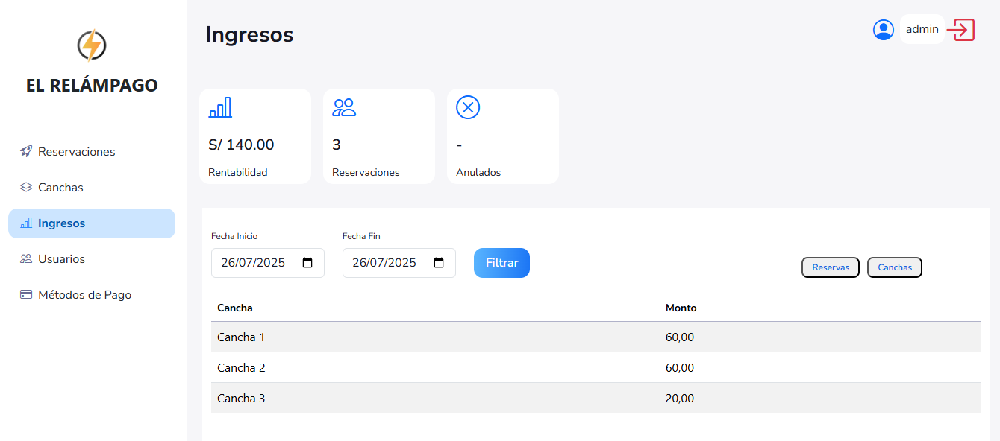 EL RELÁMPAGO
Reservaciones
Canchas
Ingresos
Usuarios
Métodos de Pago
Ingresos
admin
S/ 140.00
Rentabilidad
3
Reservaciones
-
Anulados
Fecha Inicio
26/07/2025
Fecha Fin
26/07/2025
Filtrar
Reservas
Canchas
Cancha Monto
Cancha 1 60,00
Cancha 2 60,00
Cancha 3 20,00